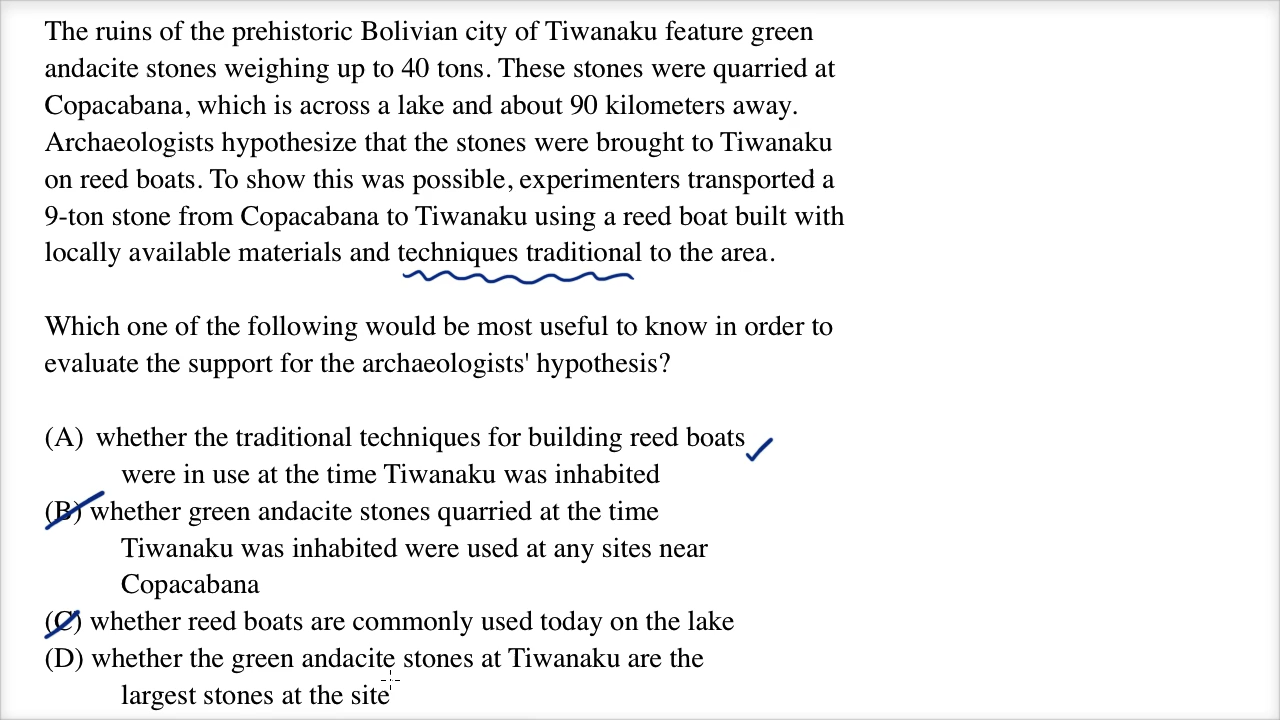 The ruins of the prehistoric Bolivian city of Tiwanaku feature green
andacite stones weighing up to 40 tons. These stones were quarried at
Copacabana, which is across a lake and about 90 kilometers away.
Archaeologists hypothesize that the stones were brought to Tiwanaku
on reed boats. To show this was possible, experimenters transported a
9-ton stone from Copacabana to Tiwanaku using a reed boat built with
locally available materials and techniques traditional to the area.
Which one of the following would be most useful to know in order to
evaluate the support for the archaeologists' hypothesis?
(A) whether the traditional techniques for building reed boats
were in use at the time Tiwanaku was inhabited
(B) whether green andacite stones quarried at the time
Tiwanaku was inhabited were used at any sites near
Copacabana
(C) whether reed boats are commonly used today on the lake
(D) whether the green andacite stones at Tiwanaku are the
largest stones at the site